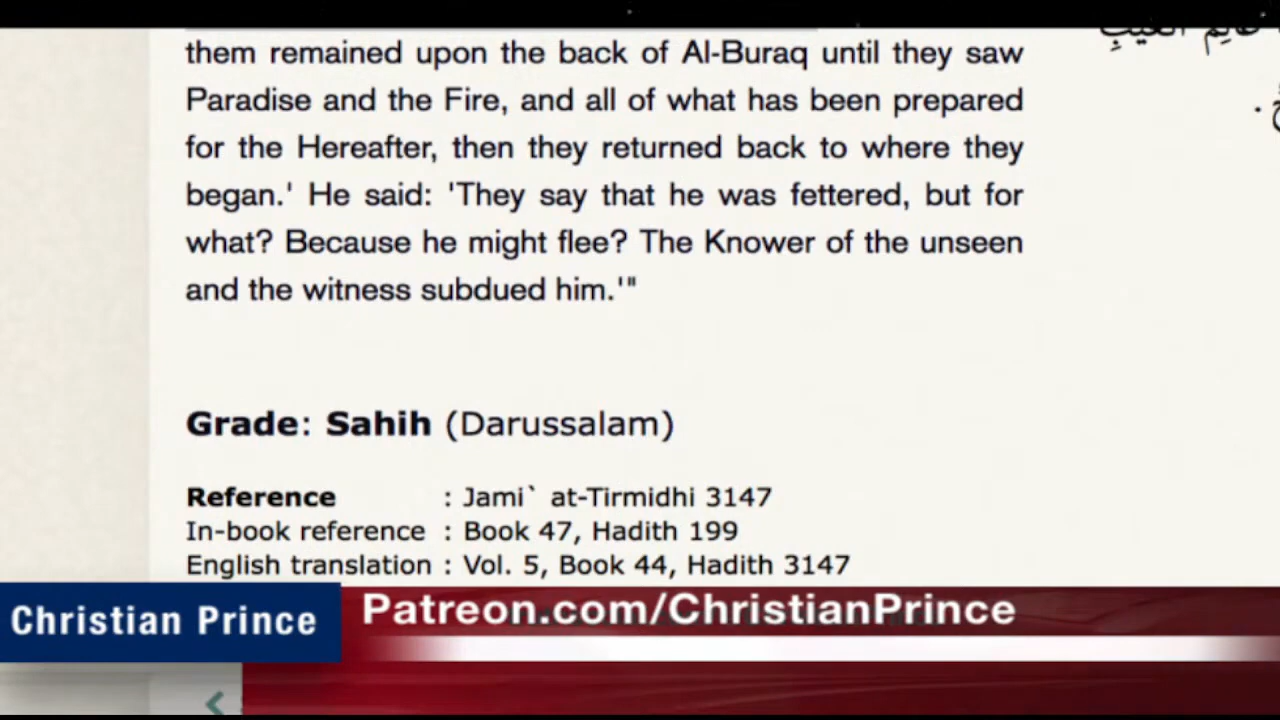 them remained upon the back of Al-Buraq until they saw
Paradise and the Fire, and all of what has been prepared
for the Hereafter, then they returned back to where they
began.' He said: 'They say that he was fettered, but for
what? Because he might flee? The Knower of the unseen
and the witness subdued him.'"
Grade: Sahih (Darussalam)
Reference : Jami` at-Tirmidhi 3147
In-book reference : Book 47, Hadith 199
English translation : Vol. 5, Book 44, Hadith 3147
Christian Prince
Patreon.com/ChristianPrince